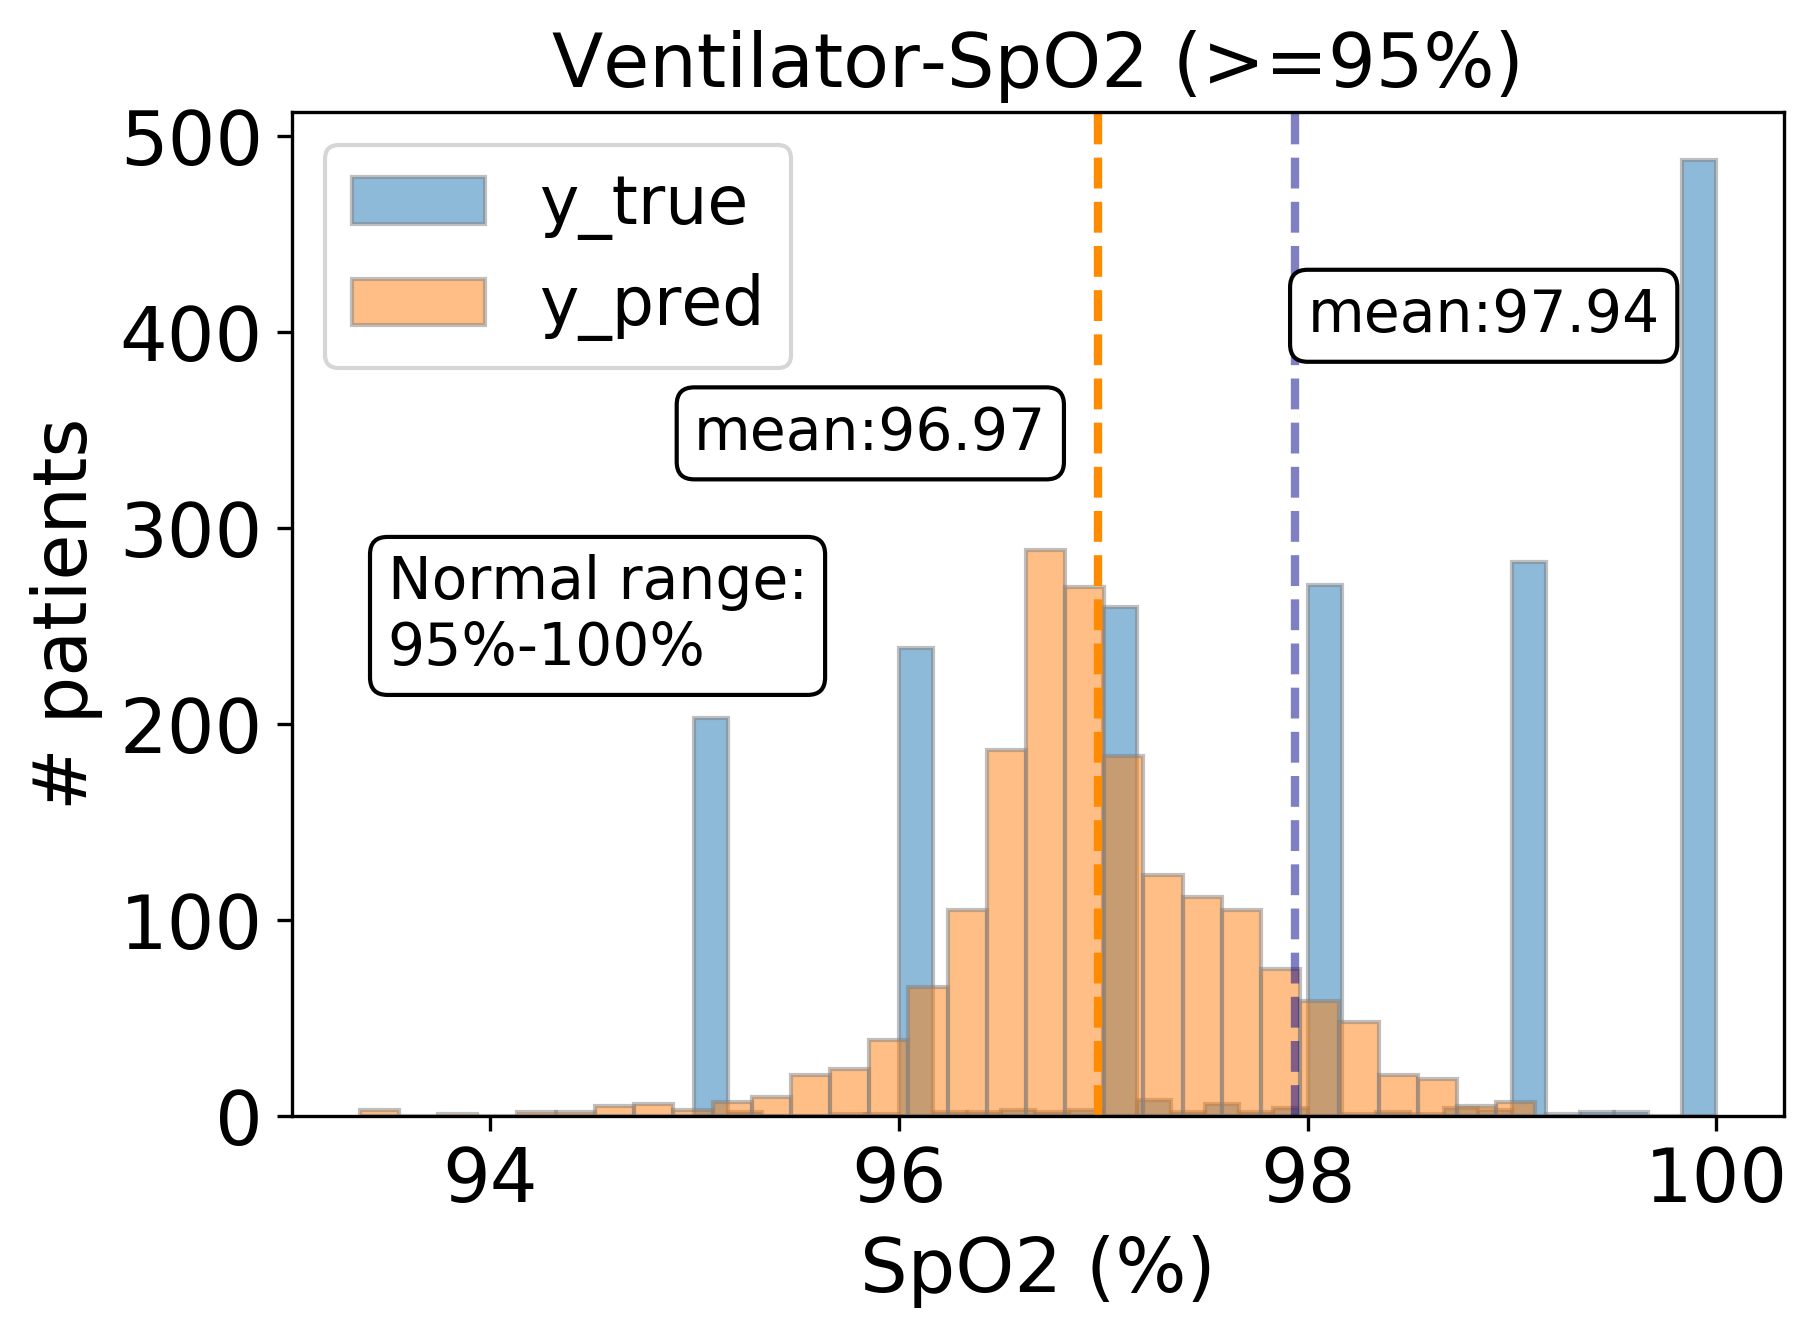 Ventilator-SpO2 (>=95%)
# patients
500
400
300
200
100
0
y_true
y_pred
mean:97.94
mean:96.97
Normal range:
95%-100%
94
96
98
100
SpO2 (%)